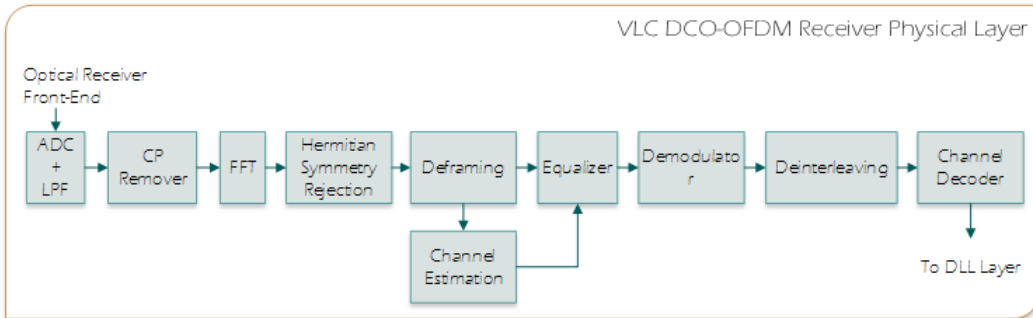 VLC DCO-OFDM Receiver Physical Layer
Optical Receiver
Front-End
ADC
+
LPF
CP
Remover
FFT
Hermitian
Symmetry
Rejection
Deframing
Equalizer
Demodulato
r
Deinterleaving
Channel
Decoder
Channel
Estimation
To DLL Layer